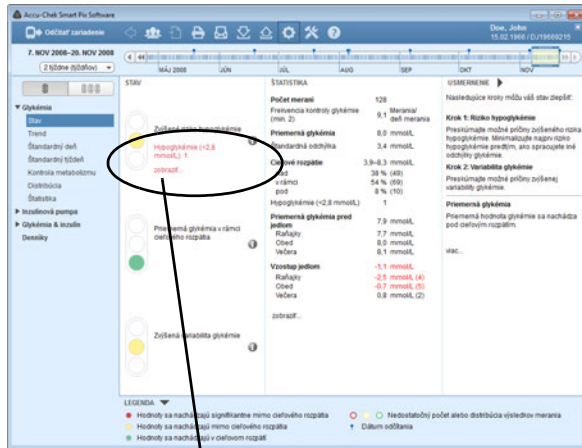 Accu-Chek Smart Pix Software
Odčítať zariadenie
Doe, John
15.02.1966 / DJ19669215
7. NOV 2008–20. NOV 2008
2 týždne (týždňov)
MÁJ 2008 JÚN JÚL AUG SEP OKT NOV
Glykémia
Stav
Trend
Štandardný deň
Štandardný týždeň
Kontrola metabolizmu
Distribúcia
Štatistika
Inzulínová pumpa
Glykémia & inzulín
Denníky
STAV
Zvýšené riziko hypoglykémie
Hypoglykémie (<2,8
mmol/L): 1
zobraziť...
Priemerná glykémia v rámci
cieľového rozpätia
Zvýšená variabilita glykémie
ŠTATISTIKA
Počet meraní 128
Frekvencia kontroly glykémie
(min. 2) 9,1 Merania/
deň merania
Priemerná glykémia 8,0 mmol/L
Štandardná odchýlka 3,4 mmol/L
Cieľové rozpätie 3,9–8,3 mmol/L
nad 38 % (49)
v rámci 54 % (69)
pod 8 % (10)
Hypoglykémie (<2,8 mmol/L) 1
Priemerná glykémia pred
jedlom 7,9 mmol/L
Raňajky 7,7 mmol/L
Obed 8,0 mmol/L
Večera 8,1 mmol/L
Vzostup jedlom -1,1 mmol/L
Raňajky -2,5 mmol/L (4)
Obed -0,7 mmol/L (5)
Večera 0,8 mmol/L (2)
zobraziť...
USMERNENIE
Nasledujúce kroky môžu váš stav zlepšiť:
Krok 1: Riziko hypoglykémie
Preskúmajte možné príčiny zvýšeného rizika
hypoglykémie. Minimalizujte najprv riziko
hypoglykémie predtým, ako spracujete iné
odchýlky glykémie.
Krok 2: Variabilita glykémie
Preskúmajte možné príčiny zvýšenej
variability glykémie.
Priemerná glykémia
Priemerná hodnota glykémie sa nachádza
pod cieľovým rozpätím.
viac...
LEGENDA
Hodnoty sa nachádzajú signifikantne mimo cieľového rozpätia
Hodnoty sa nachádzajú mimo cieľového rozpätia
Hodnoty sa nachádzajú v cieľovom rozpätí
Nedostatočný počet alebo distribúcia výsledkov merania
Dátum odčítania